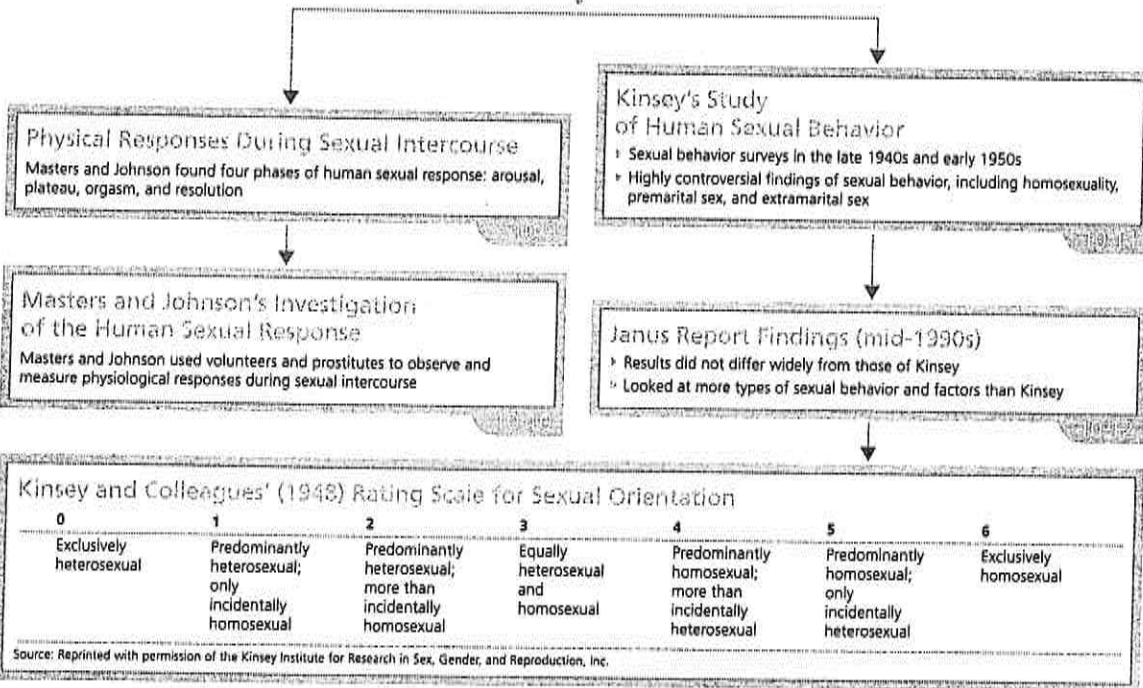 Physical Responses During Sexual Intercourse
Masters and Johnson found four phases of human sexual response: arousal,
plateau, orgasm, and resolution
Masters and Johnson's Investigation
of the Human Sexual Response
Masters and Johnson used volunteers and prostitutes to observe and
measure physiological responses during sexual intercourse
Kinsey's Study
of Human Sexual Behavior
Sexual behavior surveys in the late 1940s and early 1950s
Highly controversial findings of sexual behavior, including homosexuality,
premarital sex, and extramarital sex
Janus Report Findings (mid-1990s)
Results did not differ widely from those of Kinsey
Looked at more types of sexual behavior and factors than Kinsey
Kinsey and Colleagues' (1948) Rating Scale for Sexual Orientation
0
Exclusively
heterosexual
1
Predominantly
heterosexual;
only
incidentally
homosexual
2
Predominantly
heterosexual;
more than
incidentally
homosexual
3
Equally
heterosexual
and
homosexual
4
Predominantly
homosexual;
more than
incidentally
heterosexual
5
Predominantly
homosexual;
only
incidentally
heterosexual
6
Exclusively
homosexual
Source: Reprinted with permission of the Kinsey Institute for Research in Sex, Gender, and Reproduction, Inc.